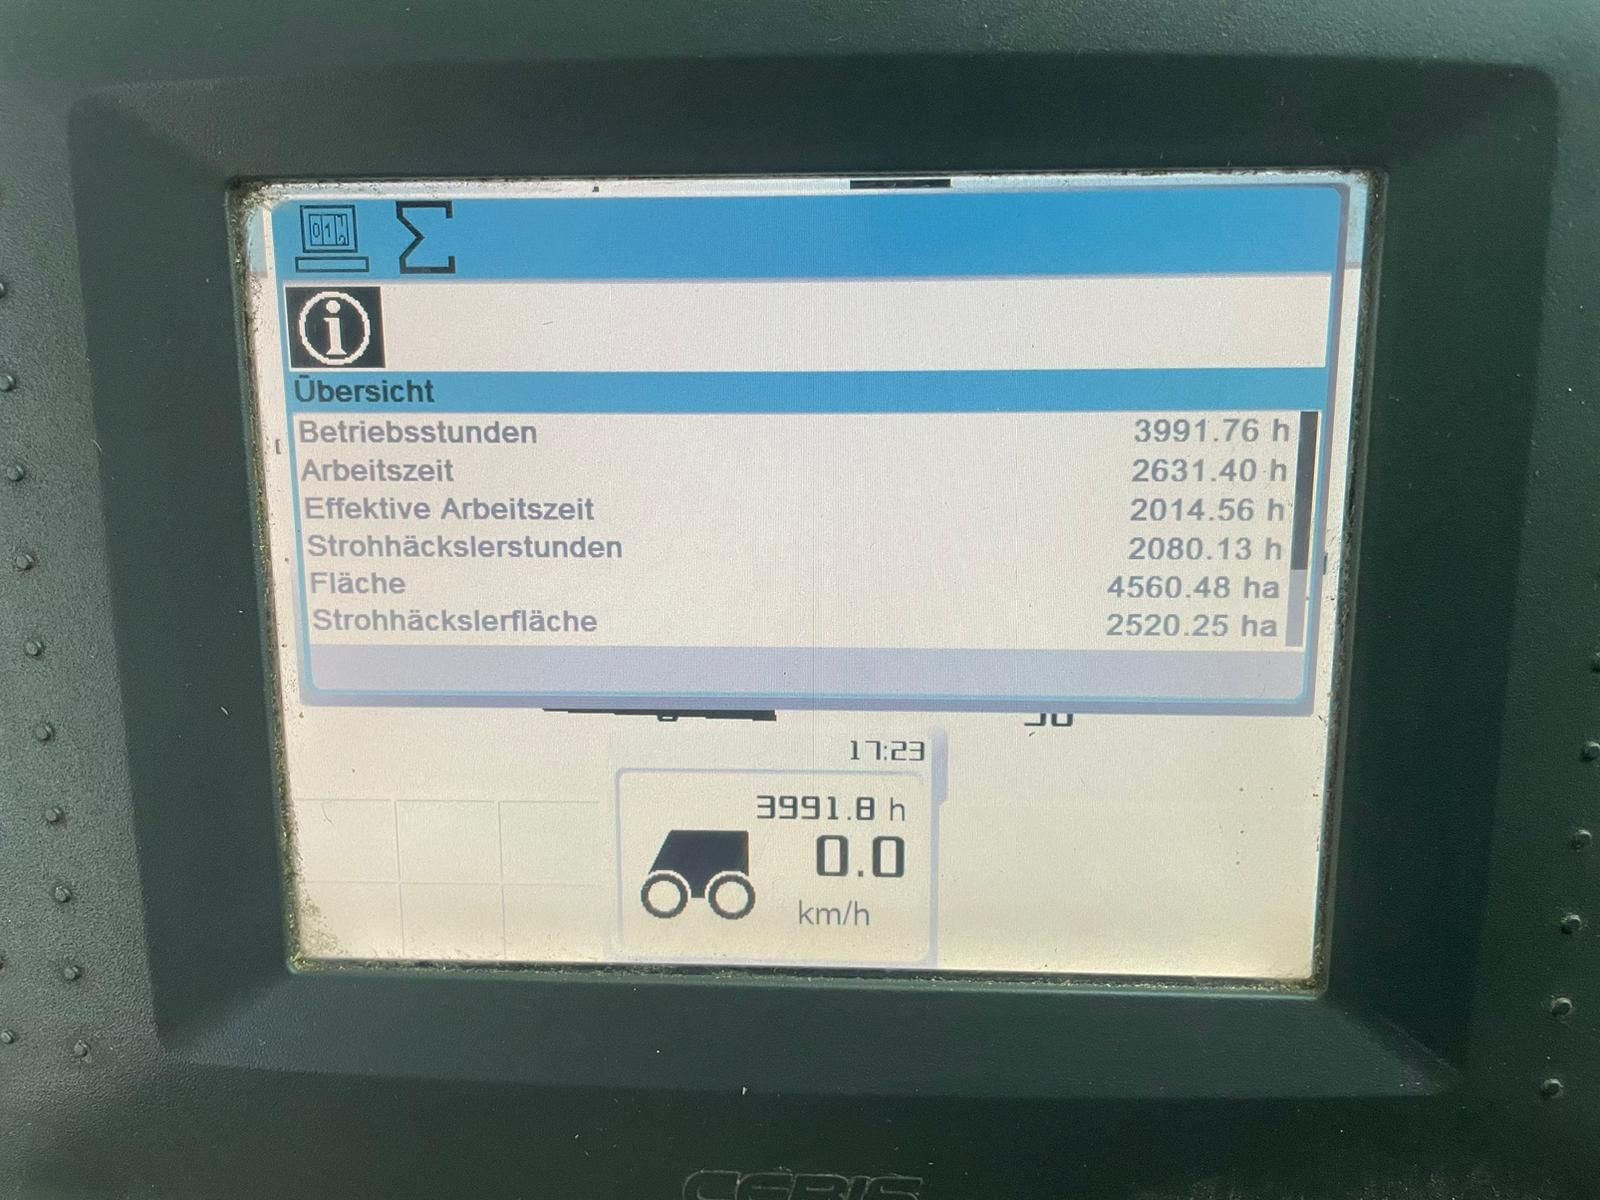 Übersicht
Betriebsstunden 3991.76 h
Arbeitszeit 2631.40 h
Effektive Arbeitszeit 2014.56 h
Strohhäckslerstunden 2080.13 h
Fläche 4560.48 ha
Strohhäckslerfläche 2520.25 ha
17:23
3991.8 h
0.0
km/h
CEBIS